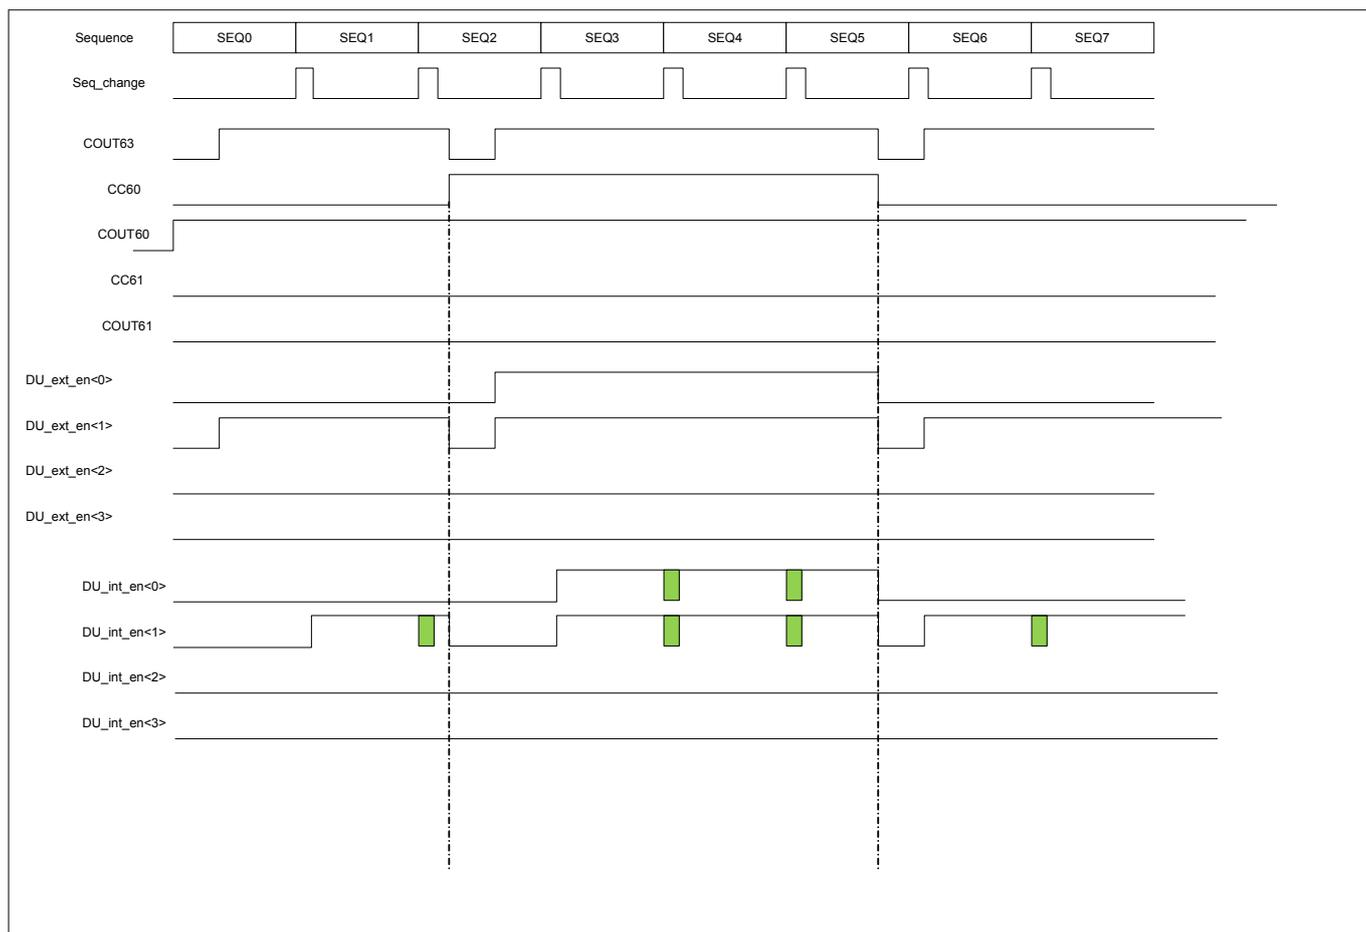 Sequence SEQ0 SEQ1 SEQ2 SEQ3 SEQ4 SEQ5 SEQ6 SEQ7
Seq_change
COUT63
CC60
COUT60
CC61
COUT61
DU_ext_en<0>
DU_ext_en<1>
DU_ext_en<2>
DU_ext_en<3>
DU_int_en<0>
DU_int_en<1>
DU_int_en<2>
DU_int_en<3>